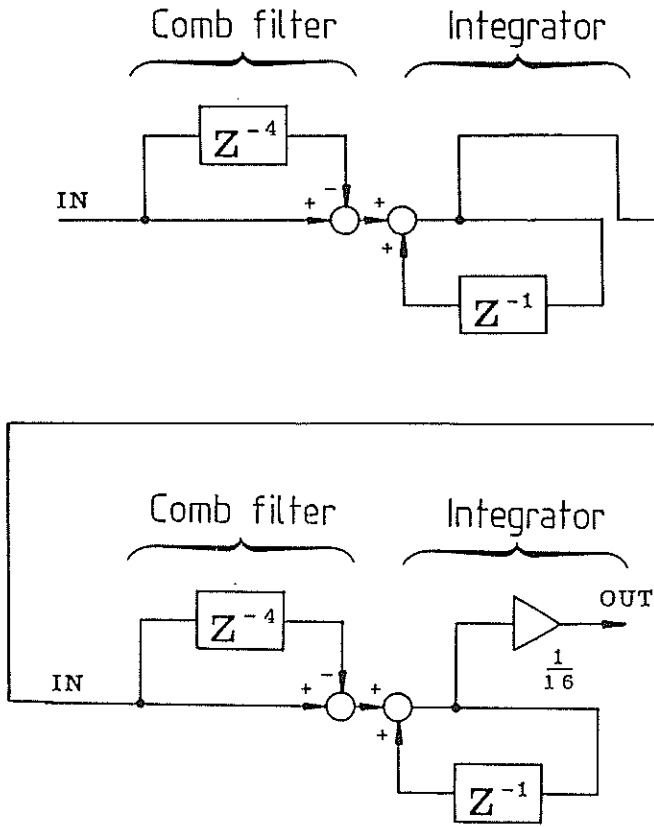 Comb filter Integrator
Z⁻⁴
IN + − + +
Z⁻¹
Comb filter Integrator
Z⁻⁴ OUT
1/16
IN + − + +
Z⁻¹